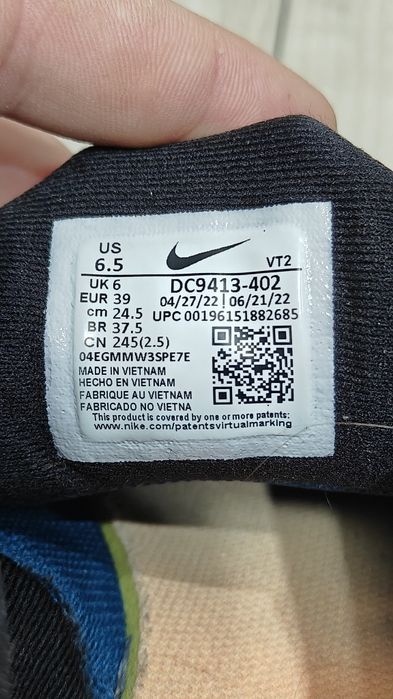 US
6.5
VT2
UK 6
DC9413-402
EUR 39
04/27/22 | 06/21/22
cm 24.5
UPC 00196151882685
BR 37.5
CN 245(2.5)
04EGMMW3SPE7E
MADE IN VIETNAM
HECHO EN VIETNAM
FABRIQUE AU VIETNAM
FABRICADO NO VIETNA
This product is covered by one or more patents;
www.nike.com/patentsvirtualmarking